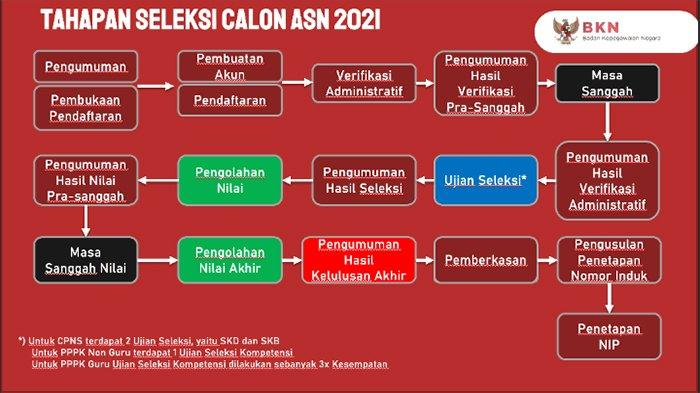 TAHAPAN SELEKSI CALON ASN 2021
BKN
Badan Kepegawaian Negara
Pengumuman
Pembukaan
Pendaftaran
Pembuatan
Akun
Pendaftaran
Verifikasi
Administratif
Pengumuman
Hasil
Verifikasi
Pra-Sanggah
Masa
Sanggah
Pengumuman
Hasil
Verifikasi
Administratif
Ujian Seleksi*
Pengumuman
Hasil Seleksi
Pengolahan
Nilai
Pengumuman
Hasil Nilai
Pra-sanggah
Masa
Sanggah Nilai
Pengolahan
Nilai Akhir
Pengumuman
Hasil
Kelulusan Akhir
Pemberkasan
Pengusulan
Penetapan
Nomor Induk
Penetapan
NIP
*) Untuk CPNS terdapat 2 Ujian Seleksi, yaitu SKD dan SKB
Untuk PPPK Non Guru terdapat 1 Ujian Seleksi Kompetensi
Untuk PPPK Guru Ujian Seleksi Kompetensi dilakukan sebanyak 3x Kesempatan